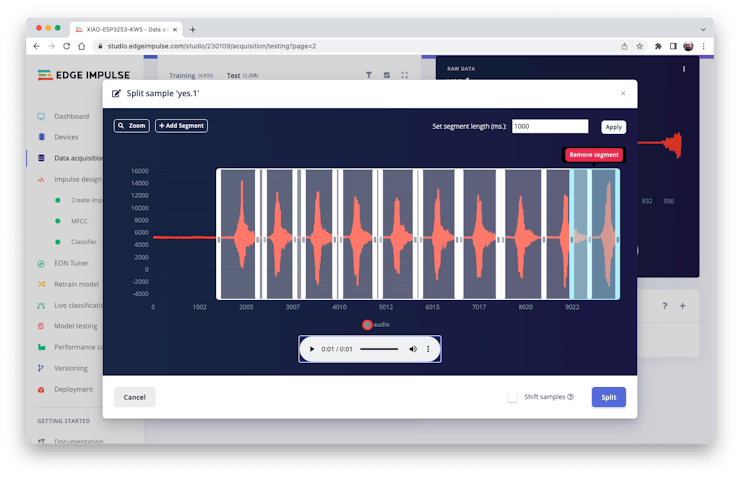 XIAO-ESP32S3-KWS - Data a
studio.edgeimpulse.com/studio/230109/acquisition/testing?page=2
EDGE IMPULSE
Training (4,833) Test (1,208)
RAW DATA
Split sample 'yes.1'
Zoom
+ Add Segment
Set segment length (ms.): 1000 Apply
Remove segment
16000
14000
12000
10000
8000
6000
4000
2000
0
-2000
-4000
0 1002 2005 3007 4010 5012 6015 7017 8020 9022
audio
0:01 / 0:01
Cancel
Shift samples
Split
Dashboard
Devices
Data acquisition
Impulse design
Create imp
MFCC
Classifier
EON Tuner
Retrain model
Live classificatio
Model testing
Performance ca
Versioning
Deployment
GETTING STARTED
Documentation
832 936